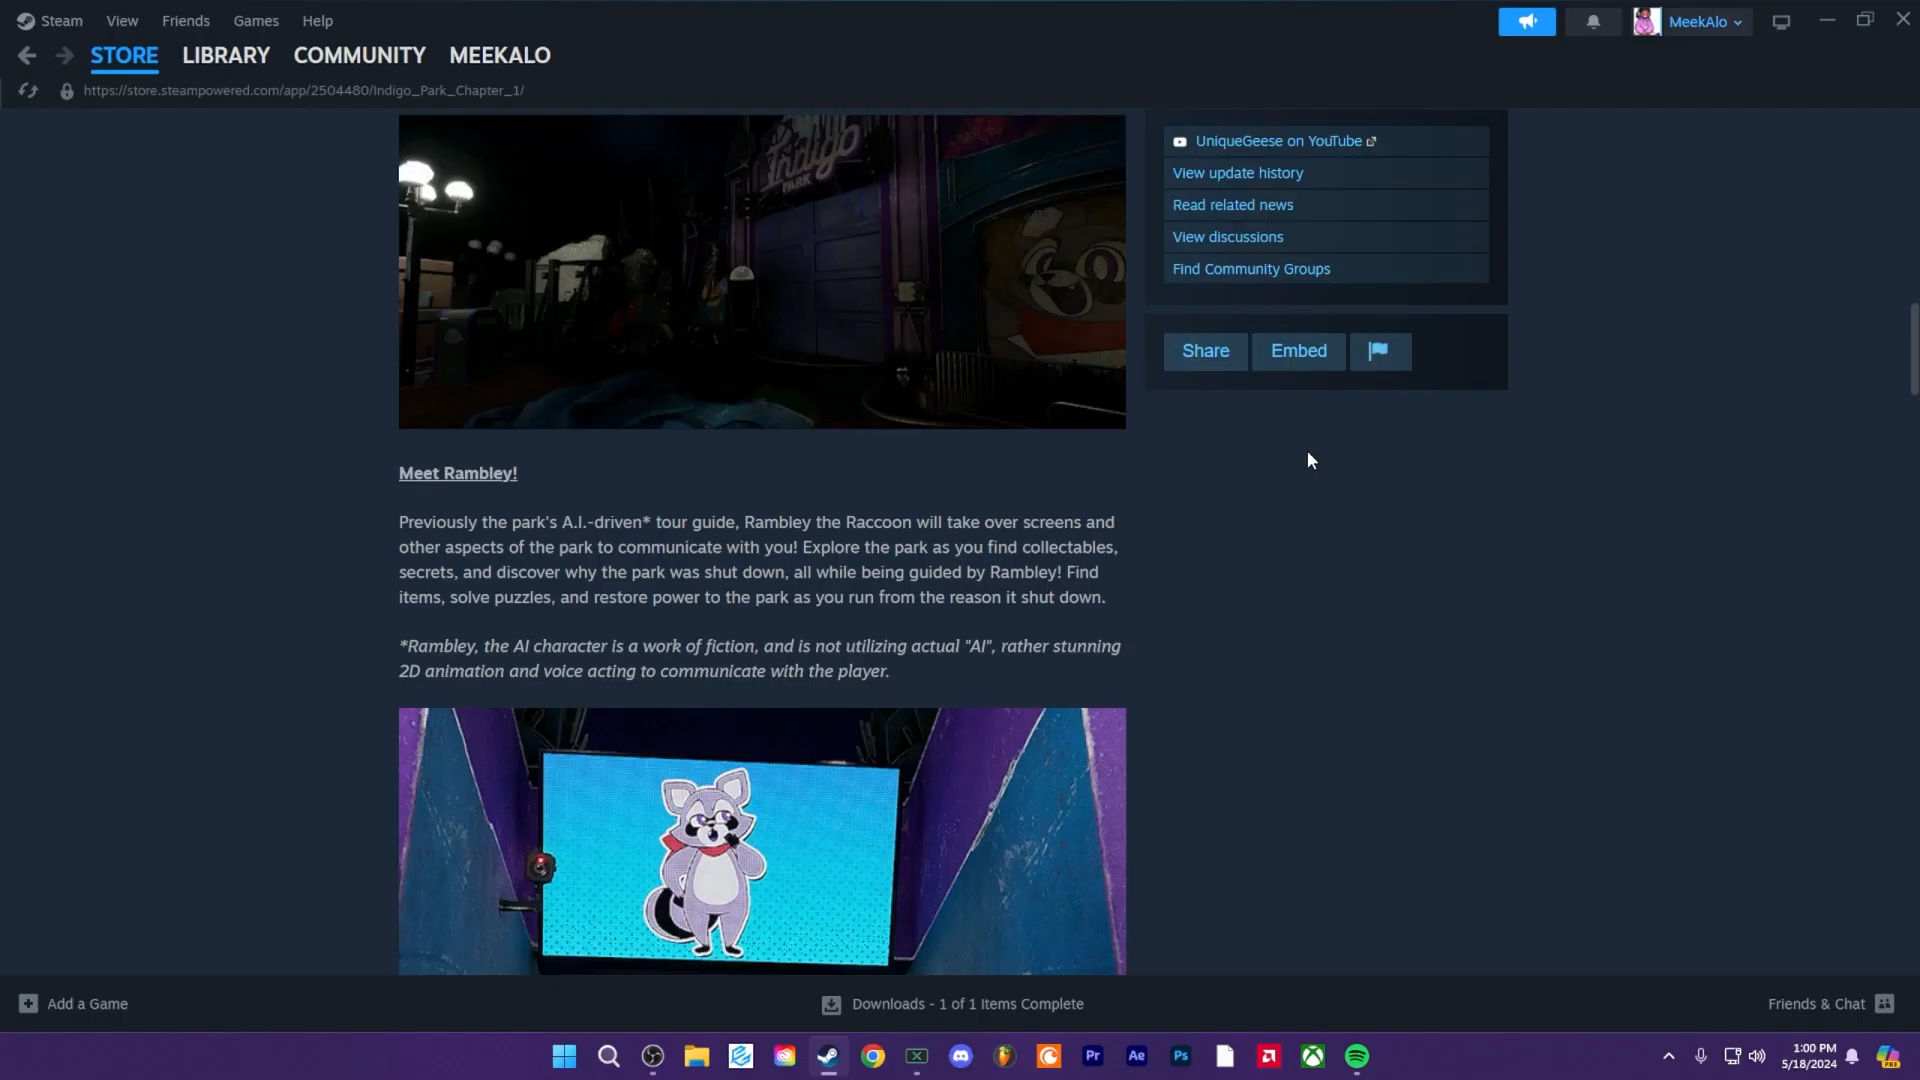 Steam View Friends Games Help MeekAlo
STORE LIBRARY COMMUNITY MEEKALO
https://store.steampowered.com/app/2504480/Indigo_Park_Chapter_1/
Indigo
PARK
UniqueGeese on YouTube
View update history
Read related news
View discussions
Find Community Groups
Share Embed
Meet Rambley!
Previously the park's A.I.-driven* tour guide, Rambley the Raccoon will take over screens and
other aspects of the park to communicate with you! Explore the park as you find collectables,
secrets, and discover why the park was shut down, all while being guided by Rambley! Find
items, solve puzzles, and restore power to the park as you run from the reason it shut down.
*Rambley, the AI character is a work of fiction, and is not utilizing actual "AI", rather stunning
2D animation and voice acting to communicate with the player.
Add a Game Downloads - 1 of 1 Items Complete Friends & Chat
Pr Ae Ps
1:00 PM
5/18/2024
PRE